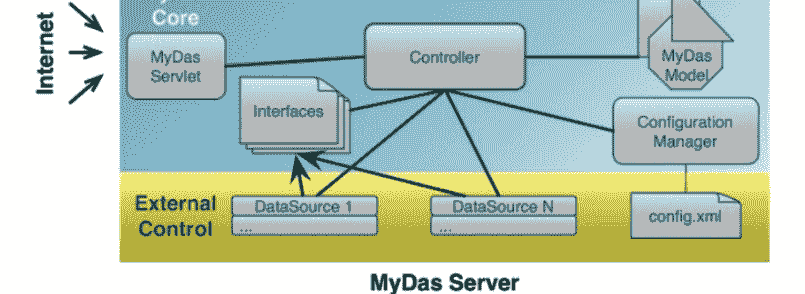 Core
Internet
MyDas
Servlet
Controller
MyDas
Model
Interfaces
Configuration
Manager
External
Control
DataSource 1
...
DataSource N
...
config.xml
MyDas Server